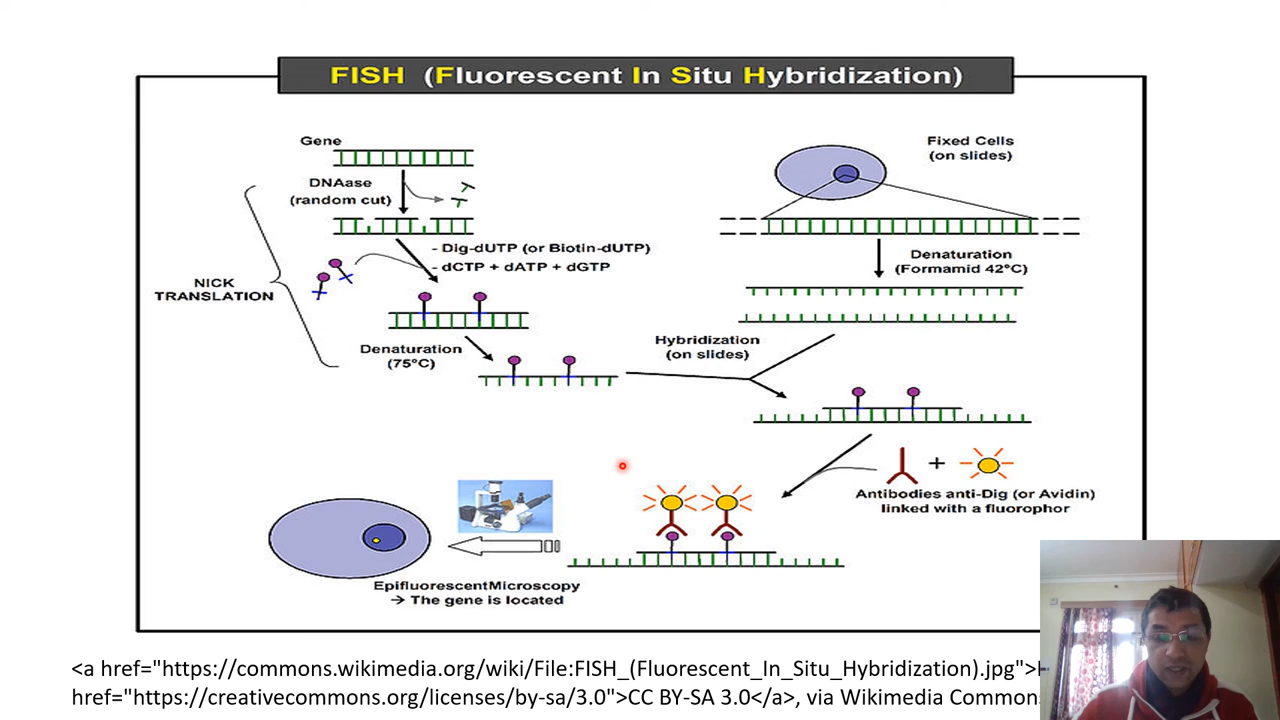 FISH (Fluorescent In Situ Hybridization)
Gene
DNAase
(random cut)
- Dig-dUTP (or Biotin-dUTP)
- dCTP + dATP + dGTP
NICK
TRANSLATION
Denaturation
(75°C)
Fixed Cells
(on slides)
Denaturation
(Formamid 42°C)
Hybridization
(on slides)
+
Antibodies anti-Dig (or Avidin)
linked with a fluorophor
EpifluorescentMicroscopy
→ The gene is located
<a href="https://commons.wikimedia.org/wiki/File:FISH_(Fluorescent_In_Situ_Hybridization).jpg">
href="https://creativecommons.org/licenses/by-sa/3.0">CC BY-SA 3.0</a>, via Wikimedia Commons